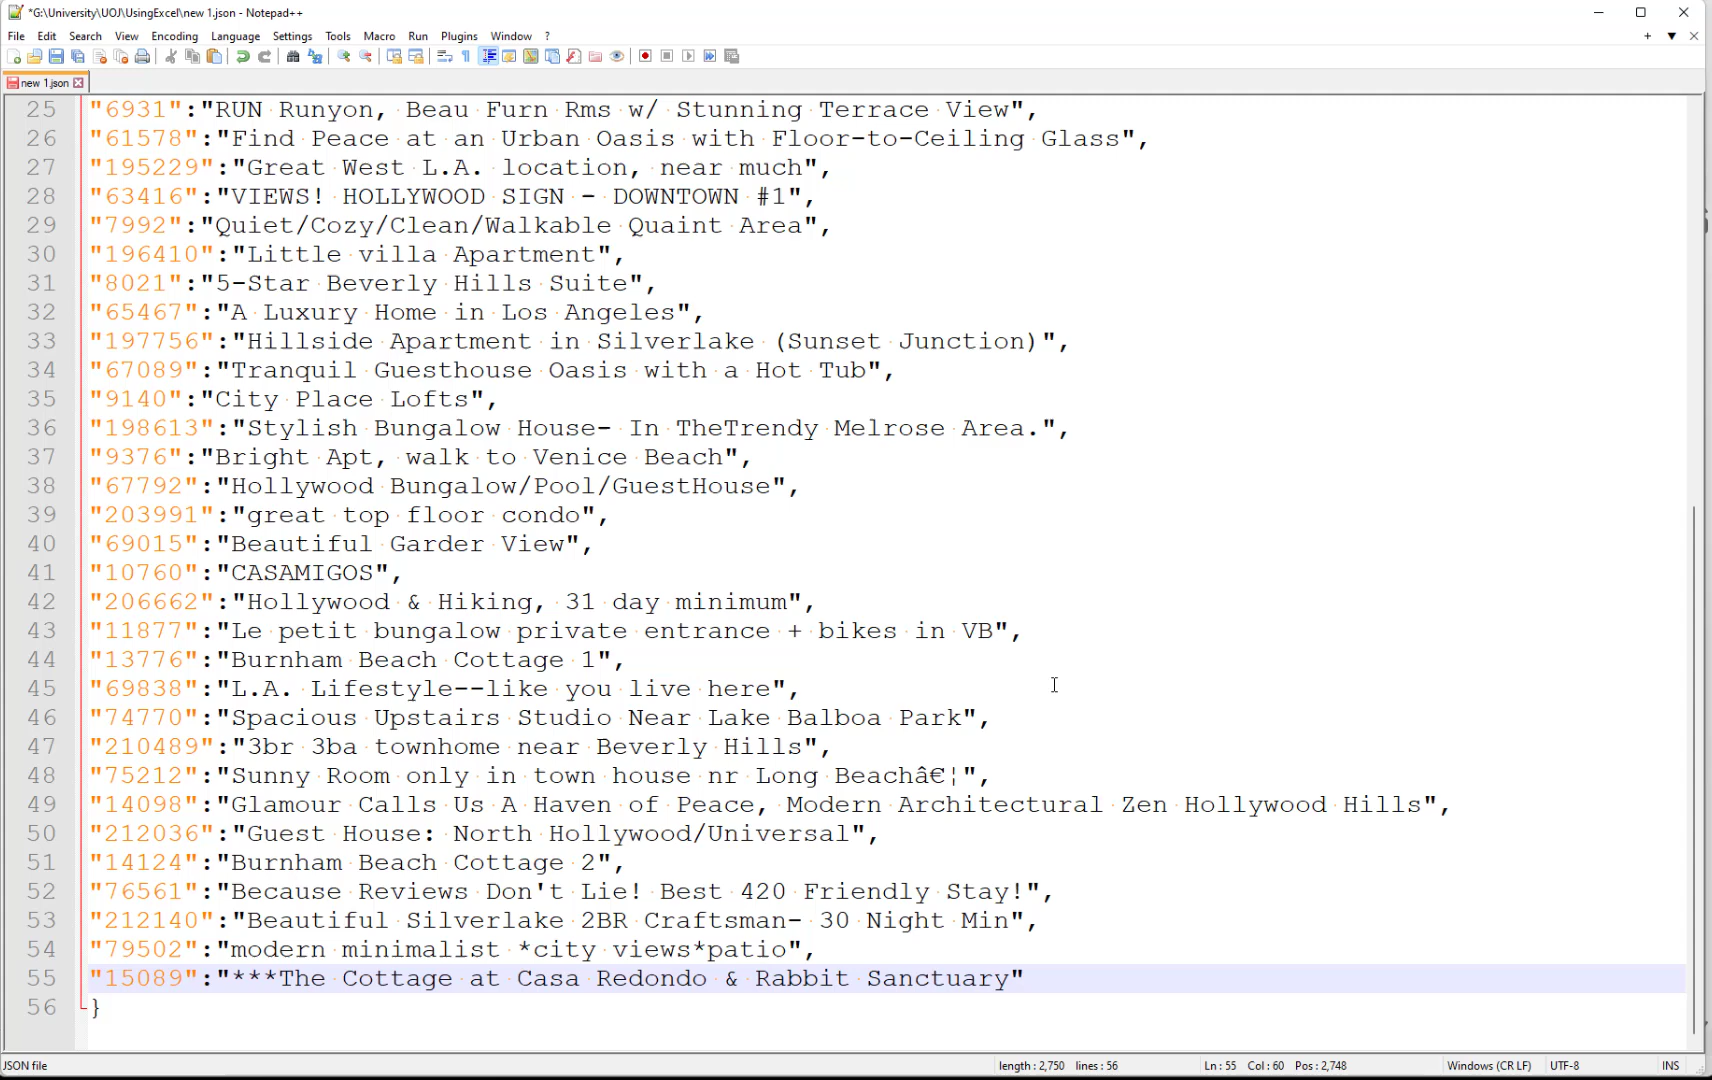 *G:\University\UOJ\UsingExcel\new 1.json - Notepad++
File Edit Search View Encoding Language Settings Tools Macro Run Plugins Window ?
new 1.json
25 "6931":"RUN Runyon, Beau Furn Rms w/ Stunning Terrace View",
26 "61578":"Find Peace at an Urban Oasis with Floor-to-Ceiling Glass",
27 "195229":"Great West L.A. location, near much",
28 "63416":"VIEWS! HOLLYWOOD SIGN - DOWNTOWN #1",
29 "7992":"Quiet/Cozy/Clean/Walkable Quaint Area",
30 "196410":"Little villa Apartment",
31 "8021":"5-Star Beverly Hills Suite",
32 "65467":"A Luxury Home in Los Angeles",
33 "197756":"Hillside Apartment in Silverlake (Sunset Junction)",
34 "67089":"Tranquil Guesthouse Oasis with a Hot Tub",
35 "9140":"City Place Lofts",
36 "198613":"Stylish Bungalow House- In TheTrendy Melrose Area.",
37 "9376":"Bright Apt, walk to Venice Beach",
38 "67792":"Hollywood Bungalow/Pool/GuestHouse",
39 "203991":"great top floor condo",
40 "69015":"Beautiful Garder View",
41 "10760":"CASAMIGOS",
42 "206662":"Hollywood & Hiking, 31 day minimum",
43 "11877":"Le petit bungalow private entrance + bikes in VB",
44 "13776":"Burnham Beach Cottage 1",
45 "69838":"L.A. Lifestyle--like you live here",
46 "74770":"Spacious Upstairs Studio Near Lake Balboa Park",
47 "210489":"3br 3ba townhome near Beverly Hills",
48 "75212":"Sunny Room only in town house nr Long Beachâ€¦",
49 "14098":"Glamour Calls Us A Haven of Peace, Modern Architectural Zen Hollywood Hills",
50 "212036":"Guest House: North Hollywood/Universal",
51 "14124":"Burnham Beach Cottage 2",
52 "76561":"Because Reviews Don't Lie! Best 420 Friendly Stay!",
53 "212140":"Beautiful Silverlake 2BR Craftsman- 30 Night Min",
54 "79502":"modern minimalist *city views*patio",
55 "15089":"***The Cottage at Casa Redondo & Rabbit Sanctuary"
56 }
JSON file length : 2,750 lines : 56 Ln : 55 Col : 60 Pos : 2,748 Windows (CR LF) UTF-8 INS